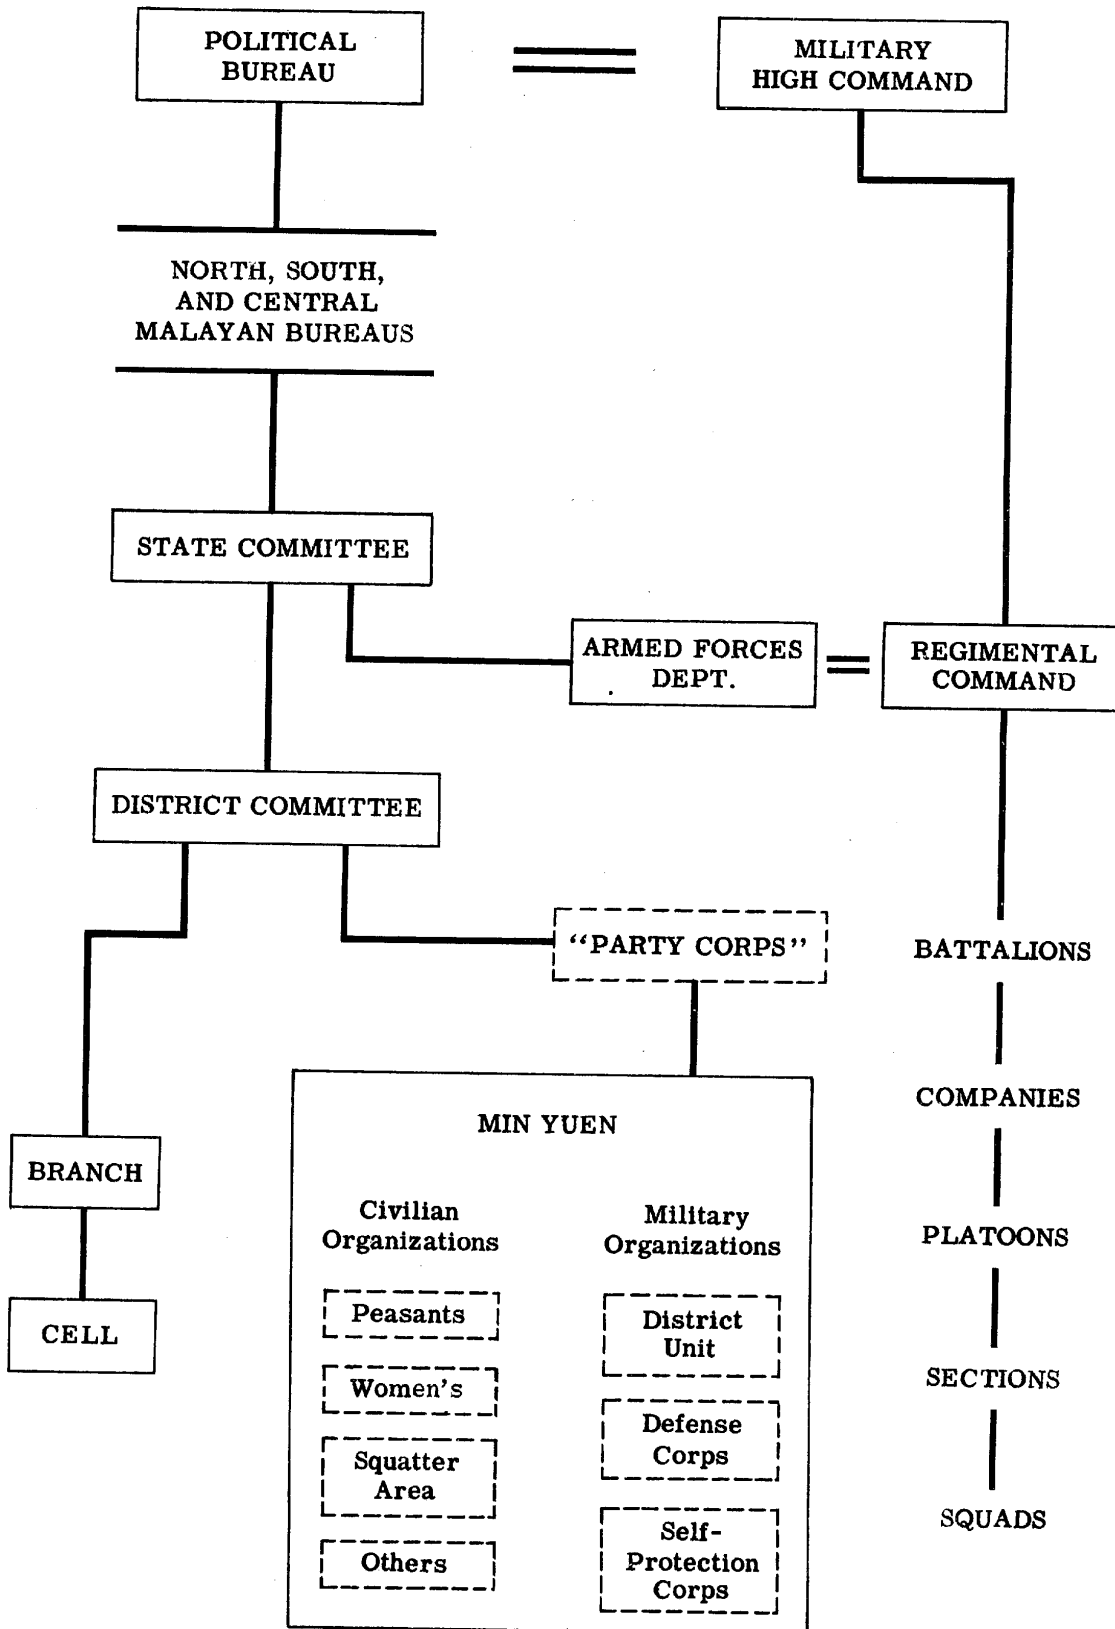 POLITICAL
BUREAU
MILITARY
HIGH COMMAND
NORTH, SOUTH,
AND CENTRAL
MALAYAN BUREAUS
STATE COMMITTEE
ARMED FORCES
DEPT.
REGIMENTAL
COMMAND
DISTRICT COMMITTEE
“PARTY CORPS”
BATTALIONS
COMPANIES
PLATOONS
SECTIONS
SQUADS
BRANCH
CELL
MIN YUEN
Civilian
Organizations
Peasants
Women's
Squatter
Area
Others
Military
Organizations
District
Unit
Defense
Corps
Self-
Protection
Corps